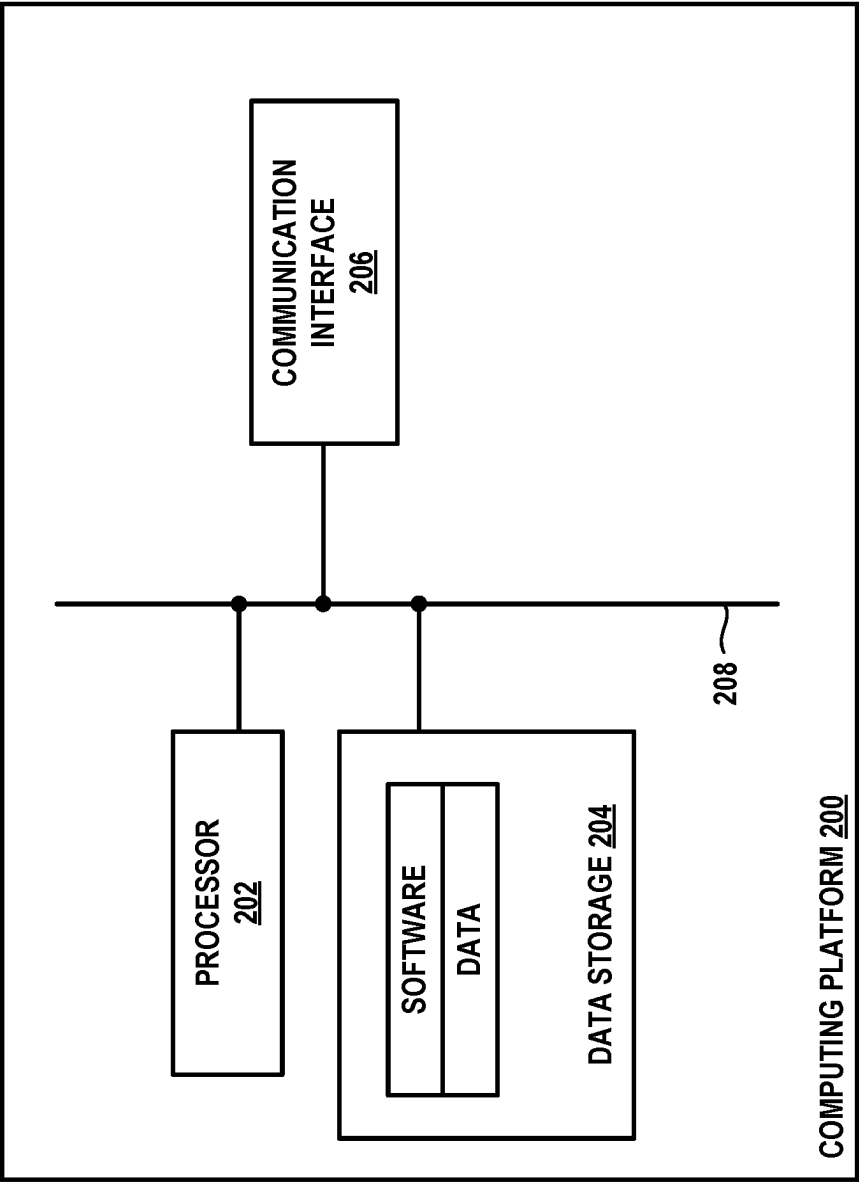 PROCESSOR
202
COMMUNICATION
INTERFACE
206
SOFTWARE
DATA
DATA STORAGE 204
208
COMPUTING PLATFORM 200